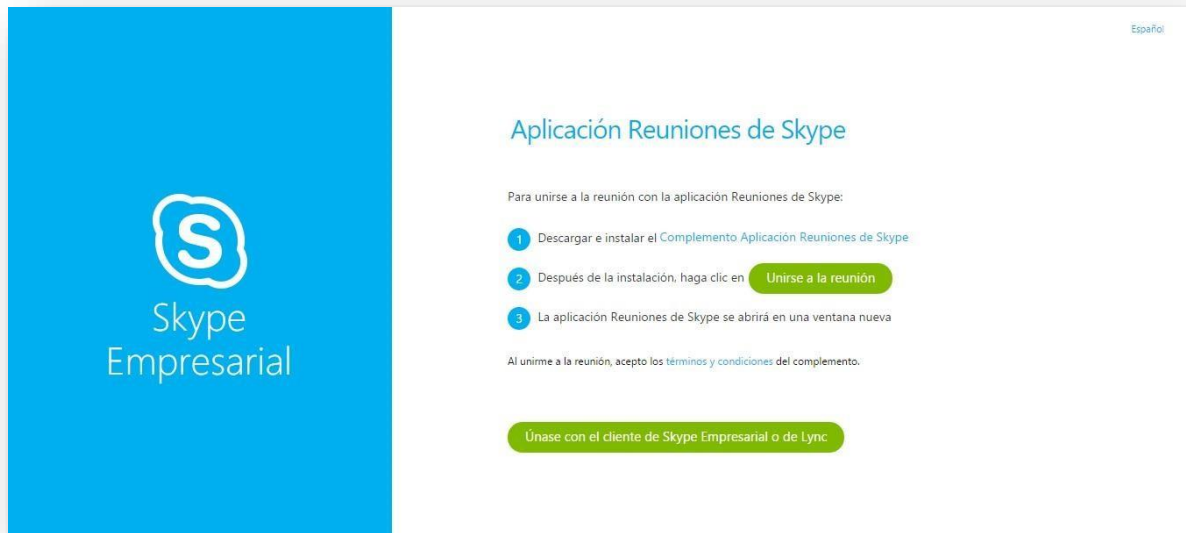 Español
Aplicación Reuniones de Skype
Para unirse a la reunión con la aplicación Reuniones de Skype:
1 Descargar e instalar el Complemento Aplicación Reuniones de Skype
2 Después de la instalación, haga clic en Unirse a la reunión
3 La aplicación Reuniones de Skype se abrirá en una ventana nueva
Al unirme a la reunión, acepto los términos y condiciones del complemento.
Únase con el cliente de Skype Empresarial o de Lync
S
Skype
Empresarial